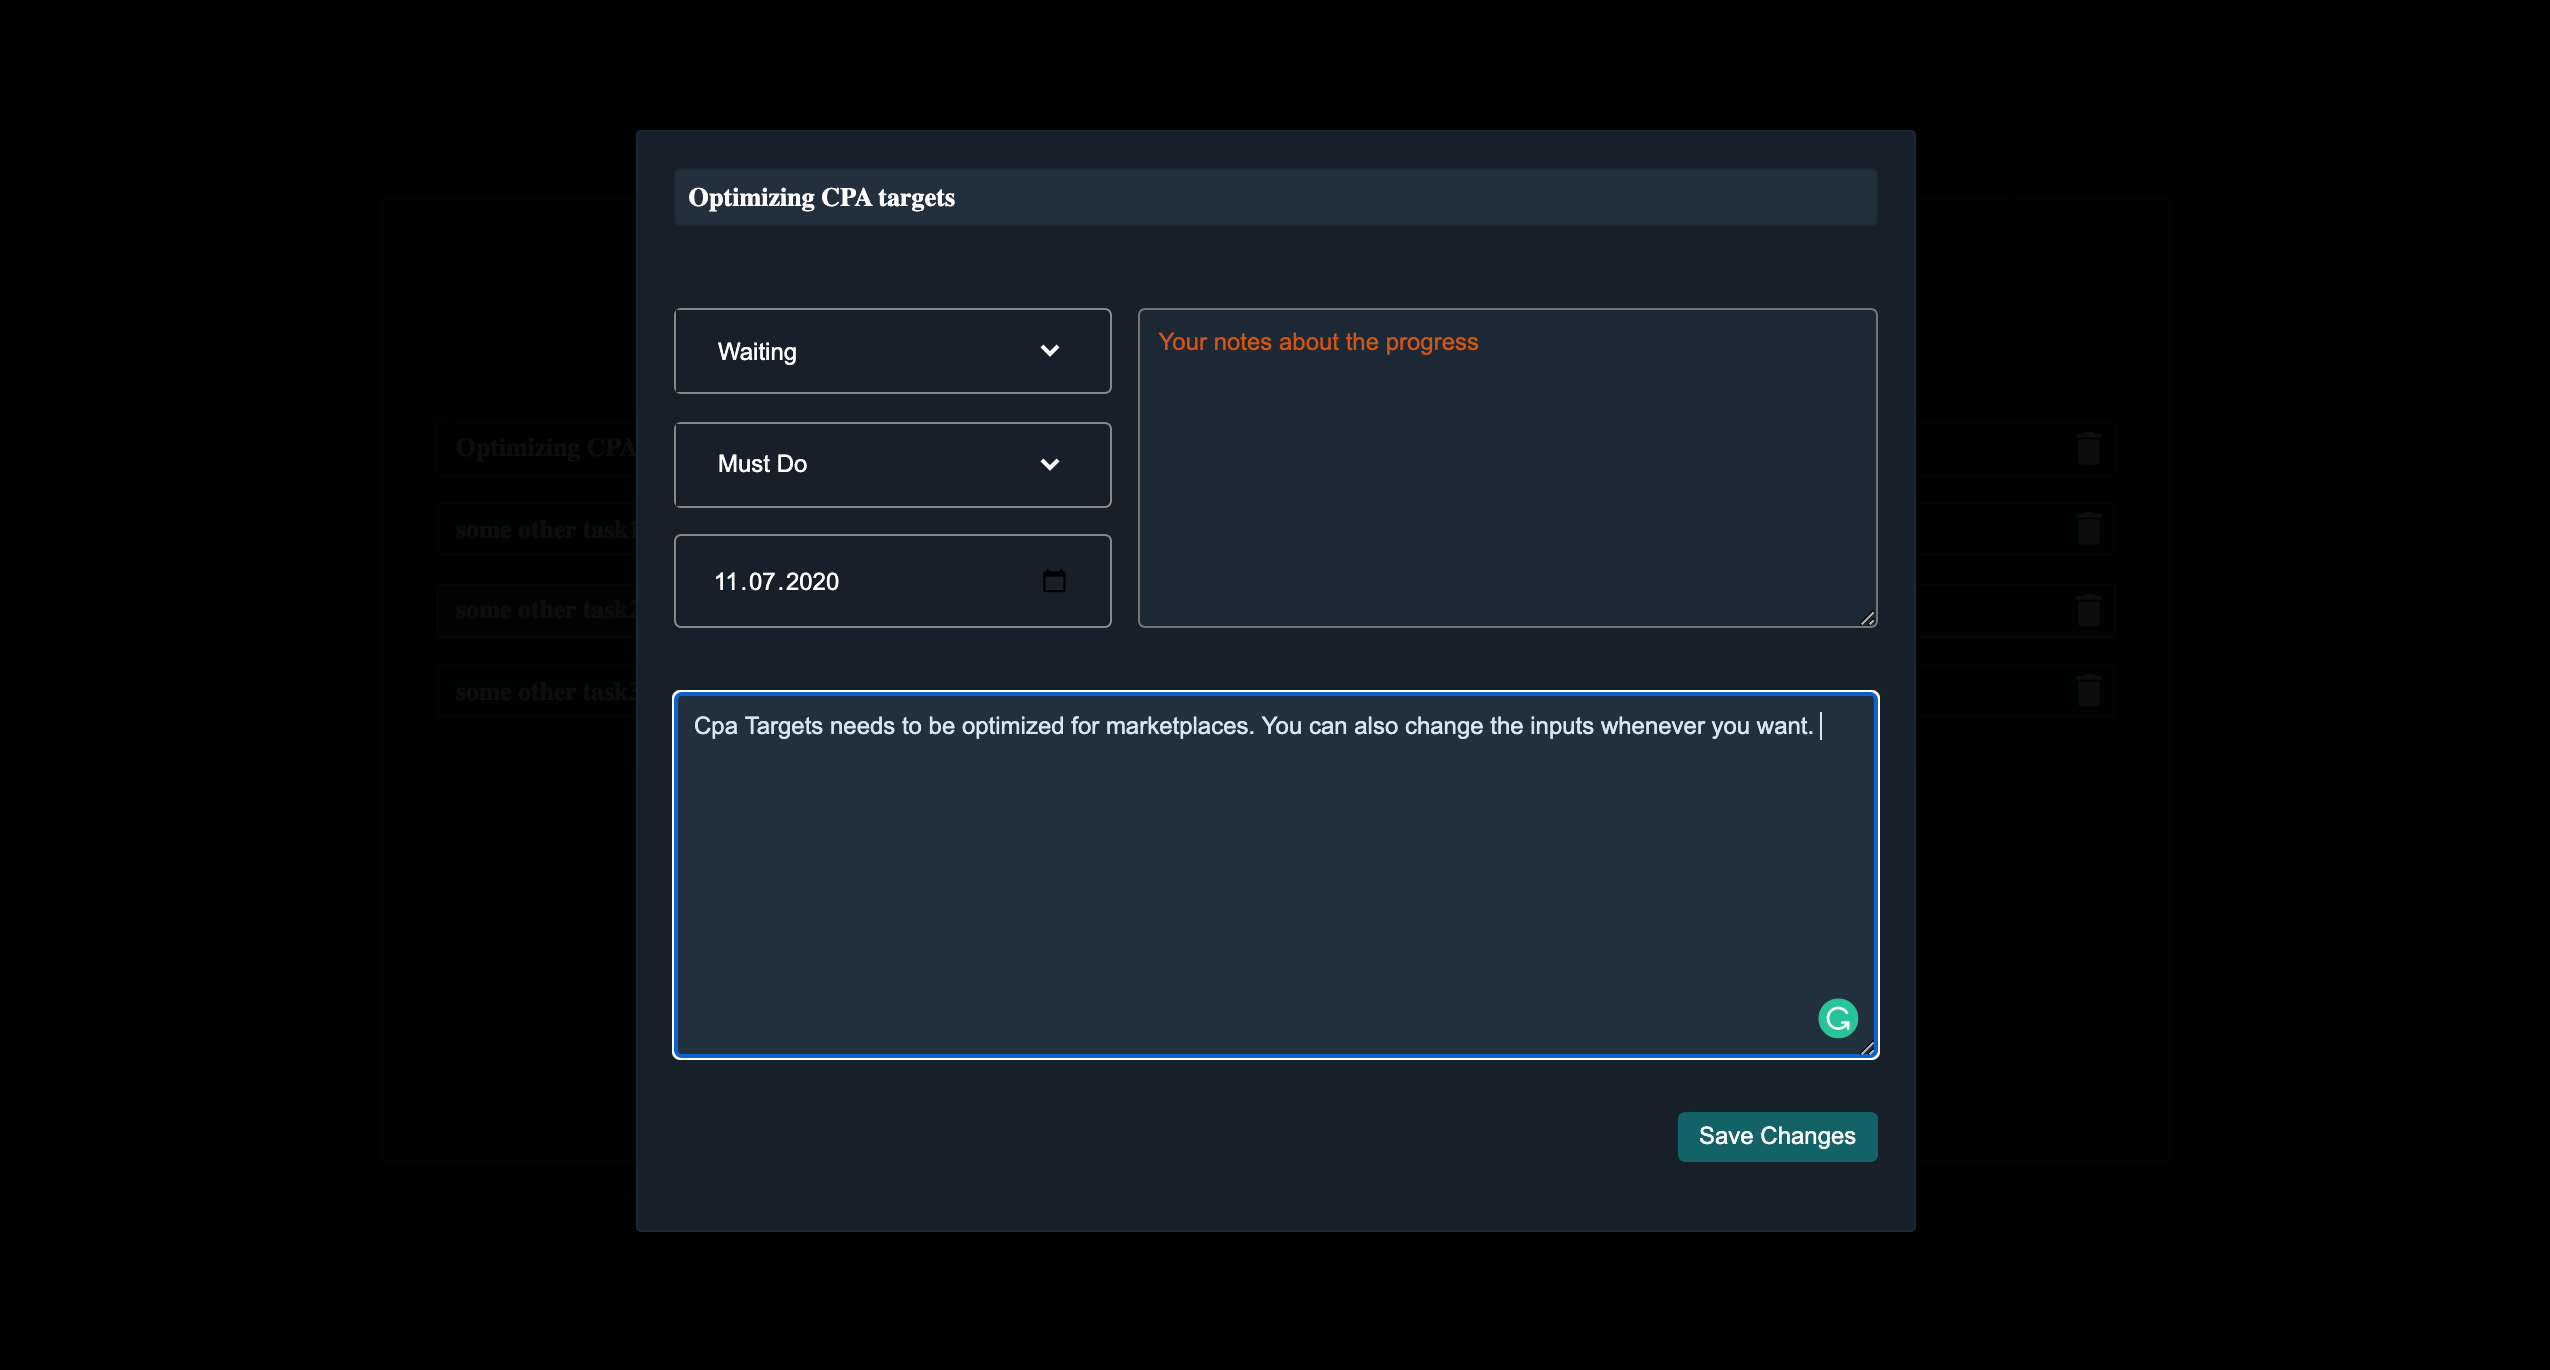 Optimizing CPA targets
Waiting
Your notes about the progress
Must Do
11.07.2020
Optimizing CPA
some other task1
some other task2
some other task3
Cpa Targets needs to be optimized for marketplaces. You can also change the inputs whenever you want.
Save Changes